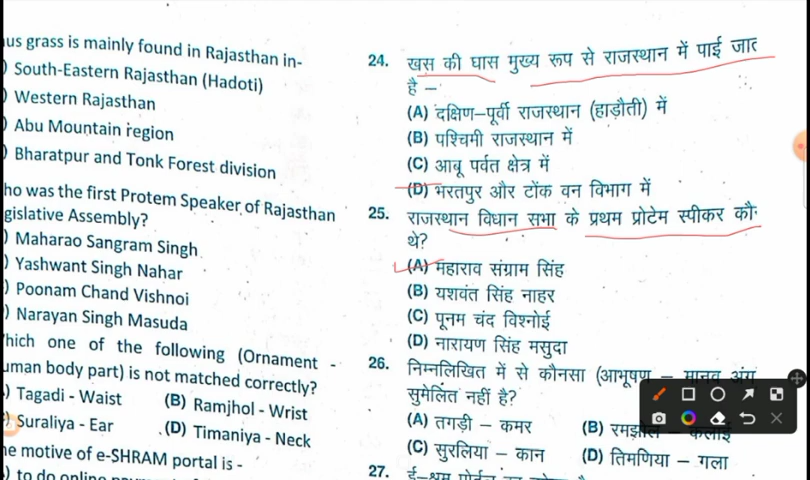 us grass is mainly found in Rajasthan in-
South-Eastern Rajasthan (Hadoti)
Western Rajasthan
Abu Mountain region
Bharatpur and Tonk Forest division
ho was the first Protem Speaker of Rajasthan
gislative Assembly?
Maharao Sangram Singh
Yashwant Singh Nahar
Poonam Chand Vishnoi
Narayan Singh Masuda
hich one of the following (Ornament -
uman body part) is not matched correctly?
) Tagadi - Waist (B) Ramjhol - Wrist
) Suraliya - Ear (D) Timaniya - Neck
he motive of e-SHRAM portal is -
24. खस की घास मुख्य रूप से राजस्थान में पाई जात
है –
(A) दक्षिण–पूर्वी राजस्थान (हाड़ौती) में
(B) पश्चिमी राजस्थान में
(C) आबू पर्वत क्षेत्र में
(D) भरतपुर और टोंक वन विभाग में
25. राजस्थान विधान सभा के प्रथम प्रोटेम स्पीकर कौ
थे?
(A) महाराव संग्राम सिंह
(B) यशवंत सिंह नाहर
(C) पूनम चंद विश्नोई
(D) नारायण सिंह मसुदा
26. निम्नलिखित में से कौनसा (आभूषण – मानव अंग
सुमेलित नहीं है?
(A) तगड़ी – कमर (B)
(C) सुरलिया – कान (D) तिमणिया – गला
27.